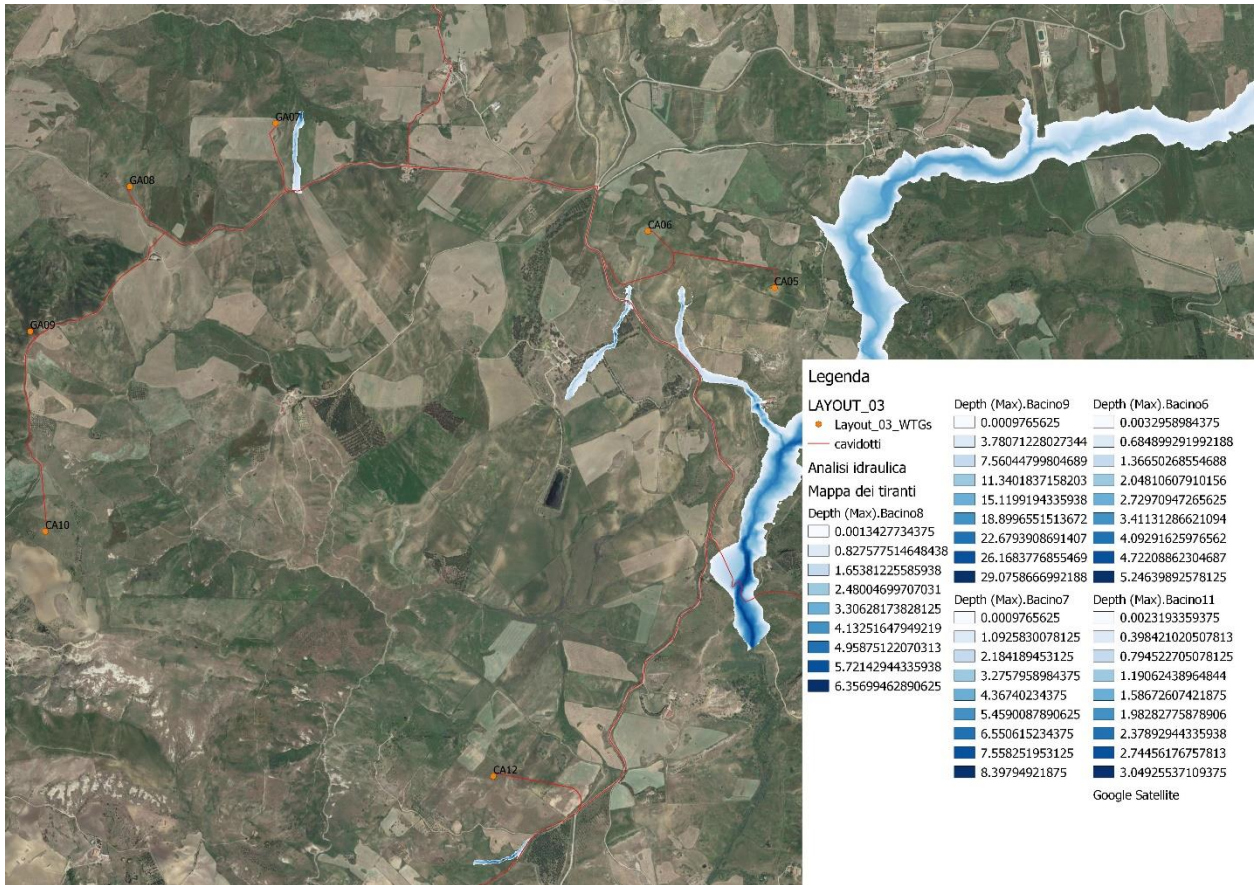 GA07
GA08
CA06
CA05
GA09
CA10
CA12
Legenda
LAYOUT_03
Layout_03_WTGs
cavidotti
Analisi idraulica
Mappa dei tiranti
Depth (Max).Bacino8
0.0013427734375
0.827577514648438
1.65381225585938
2.48004699707031
3.30628173828125
4.13251647949219
4.95875122070313
5.72142944335938
6.35699462890625
Depth (Max).Bacino9
0.0009765625
3.78071228027344
7.56044799804689
11.3401837158203
15.1199194335938
18.8996551513672
22.6793908691407
26.1683776855469
29.0758666992188
Depth (Max).Bacino7
0.0009765625
1.0925830078125
2.184189453125
3.2757958984375
4.36740234375
5.4590087890625
6.550615234375
7.558251953125
8.39794921875
Depth (Max).Bacino6
0.0032958984375
0.684899291992188
1.36650268554688
2.04810607910156
2.72970947265625
3.41131286621094
4.09291625976562
4.72208862304687
5.24639892578125
Depth (Max).Bacino11
0.0023193359375
0.398421020507813
0.794522705078125
1.19062438964844
1.58672607421875
1.98282775878906
2.37892944335938
2.74456176757813
3.04925537109375
Google Satellite